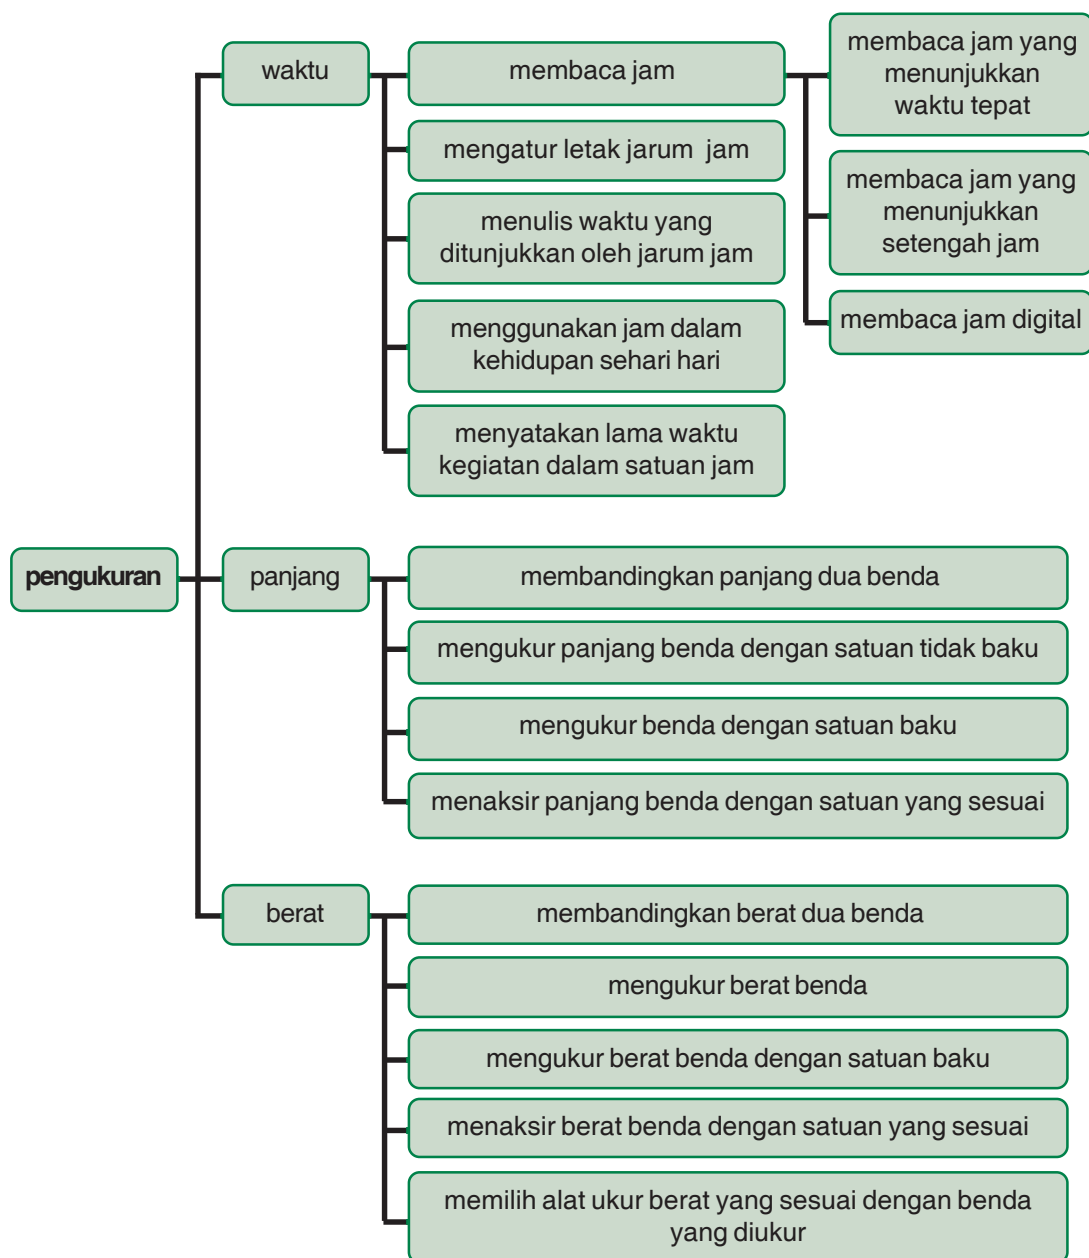 waktu
membaca jam
membaca jam yang
menunjukkan
waktu tepat
membaca jam yang
menunjukkan
setengah jam
membaca jam digital
mengatur letak jarum jam
menulis waktu yang
ditunjukkan oleh jarum jam
menggunakan jam dalam
kehidupan sehari hari
menyatakan lama waktu
kegiatan dalam satuan jam
pengukuran
panjang
membandingkan panjang dua benda
mengukur panjang benda dengan satuan tidak baku
mengukur benda dengan satuan baku
menaksir panjang benda dengan satuan yang sesuai
berat
membandingkan berat dua benda
mengukur berat benda
mengukur berat benda dengan satuan baku
menaksir berat benda dengan satuan yang sesuai
memilih alat ukur berat yang sesuai dengan benda
yang diukur